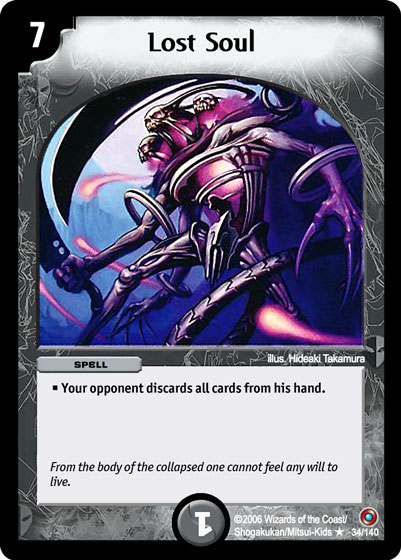 7
Lost Soul
illus. Hideaki Takamura
SPELL
▪ Your opponent discards all cards from his hand.
From the body of the collapsed one cannot feel any will to
live.
1
©2006 Wizards of the Coast/
Shogakukan/Mitsui-Kids ★ 34/140